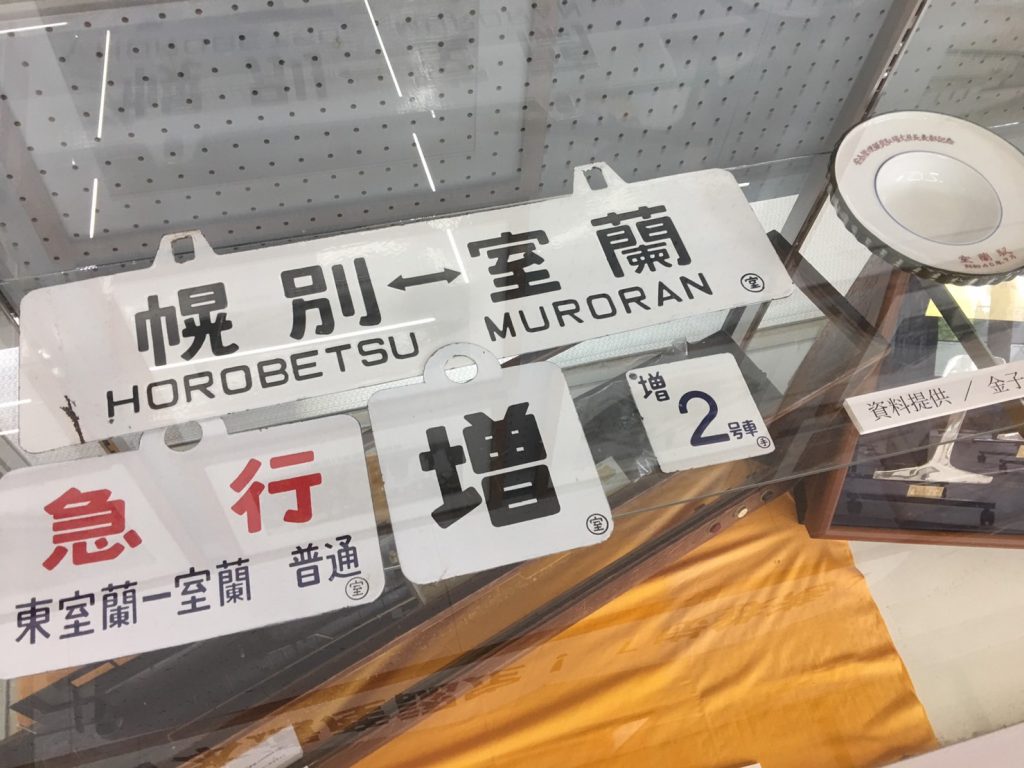 幌別↔室蘭
HOROBETSU MURORAN
室
急行
東室蘭ー室蘭 普通
室
増
室
増
2号車
資料提供 / 金子